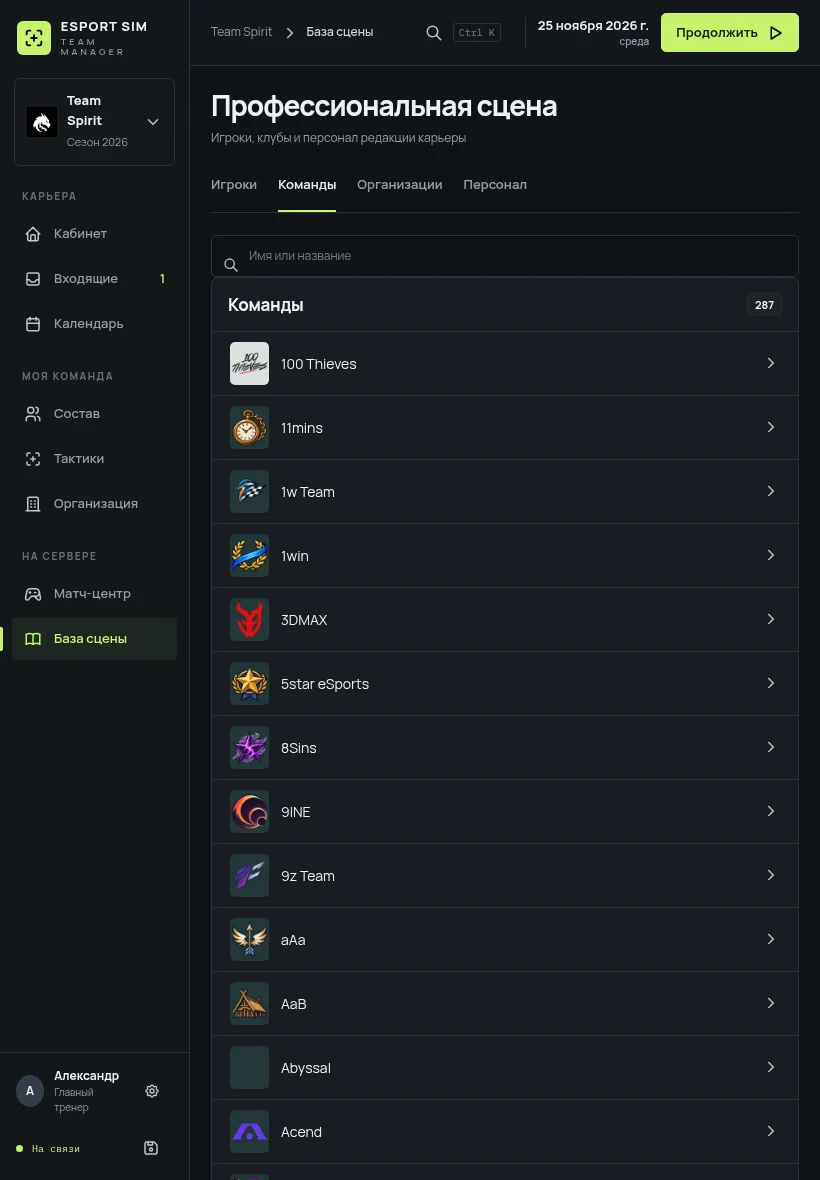 ESPORT SIM
TEAM
MANAGER
Team
Spirit
Сезон 2026
КАРЬЕРА
Кабинет
Входящие 1
Календарь
МОЯ КОМАНДА
Состав
Тактики
Организация
НА СЕРВЕРЕ
Матч-центр
База сцены
А
Александр
Главный
тренер
На связи
Team Spirit База сцены
Ctrl K
25 ноября 2026 г.
среда
Продолжить
Профессиональная сцена
Игроки, клубы и персонал редакции карьеры
Игроки Команды Организации Персонал
Имя или название
Команды 287
100 THIEVES
100 Thieves
11mins
1w Team
1win
3DMAX
5star eSports
8Sins
9INE
9z Team
aAa
AaB
Abyssal
Acend